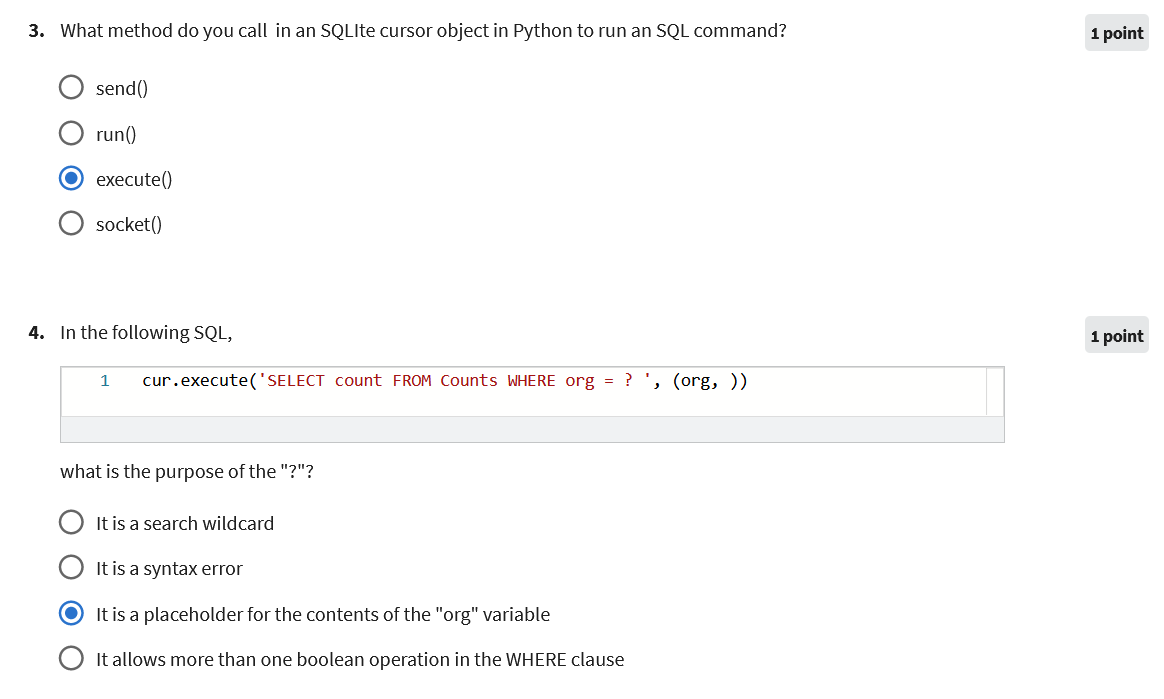 3. What method do you call in an SQLIte cursor object in Python to run an SQL command?
1 point
send()
run()
execute()
socket()
4. In the following SQL,
1 point
1 cur.execute('SELECT count FROM Counts WHERE org = ? ', (org, ))
what is the purpose of the "?"?
It is a search wildcard
It is a syntax error
It is a placeholder for the contents of the "org" variable
It allows more than one boolean operation in the WHERE clause